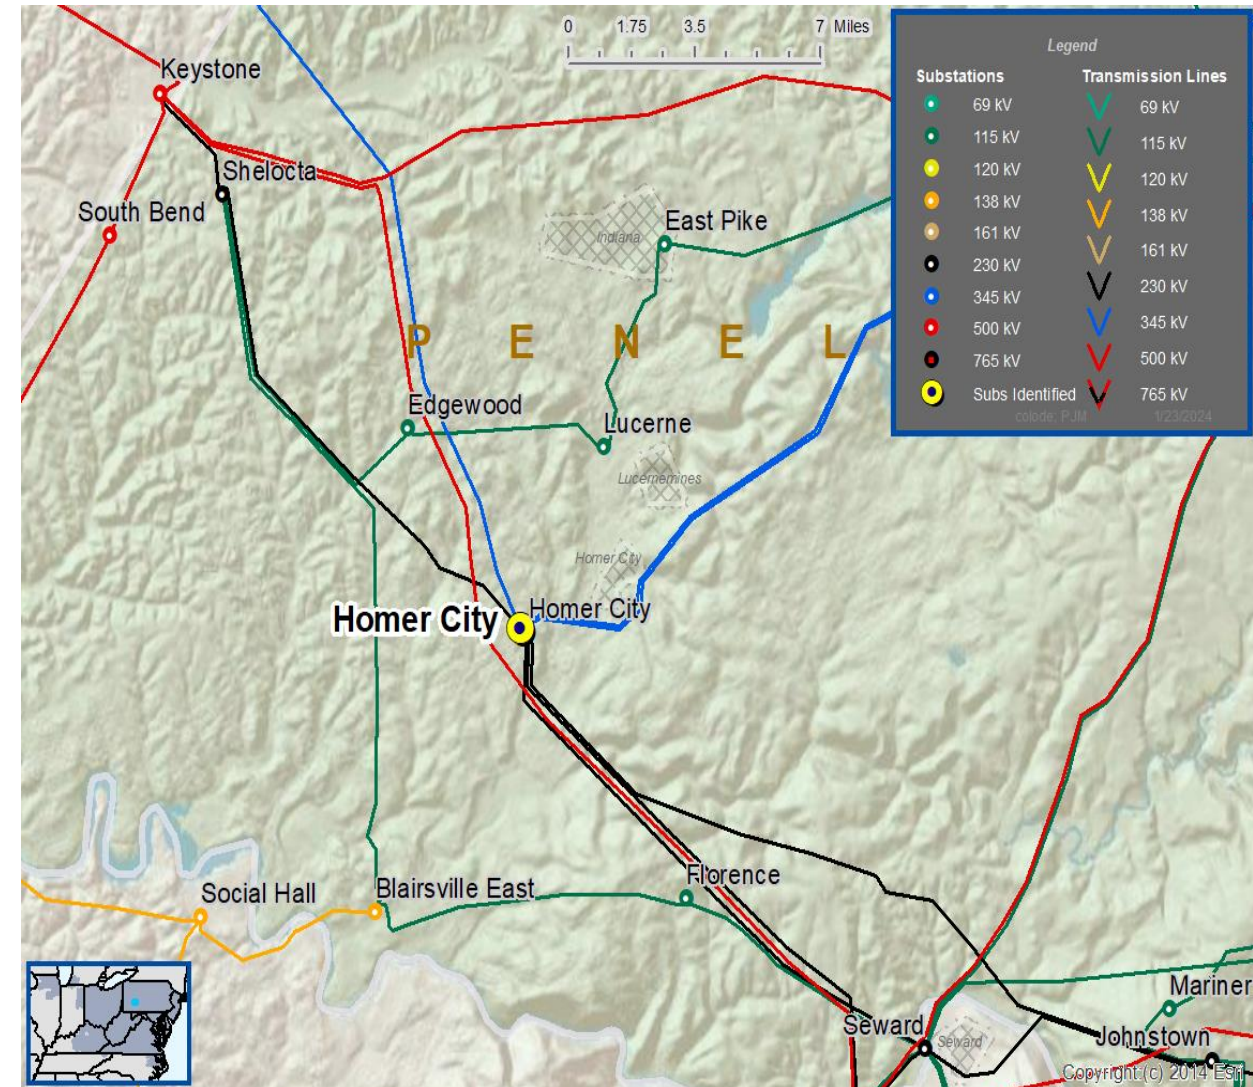 0 1.75 3.5 7 Miles
Legend
Substations Transmission Lines
69 kV 69 kV
115 kV 115 kV
120 kV 120 kV
138 kV 138 kV
161 kV 161 kV
230 kV 230 kV
345 kV 345 kV
500 kV 500 kV
765 kV 765 kV
Subs Identified
colode: PJM 1/23/2024
Keystone
Shelocta
South Bend
East Pike
Indiana
P E N E L
Edgewood
Lucerne
Lucernemines
Homer City
Homer City
Homer City
Florence
Social Hall
Blairsville East
Mariner
Seward
Seward
Johnstown
Copyright:(c) 2014 Esri